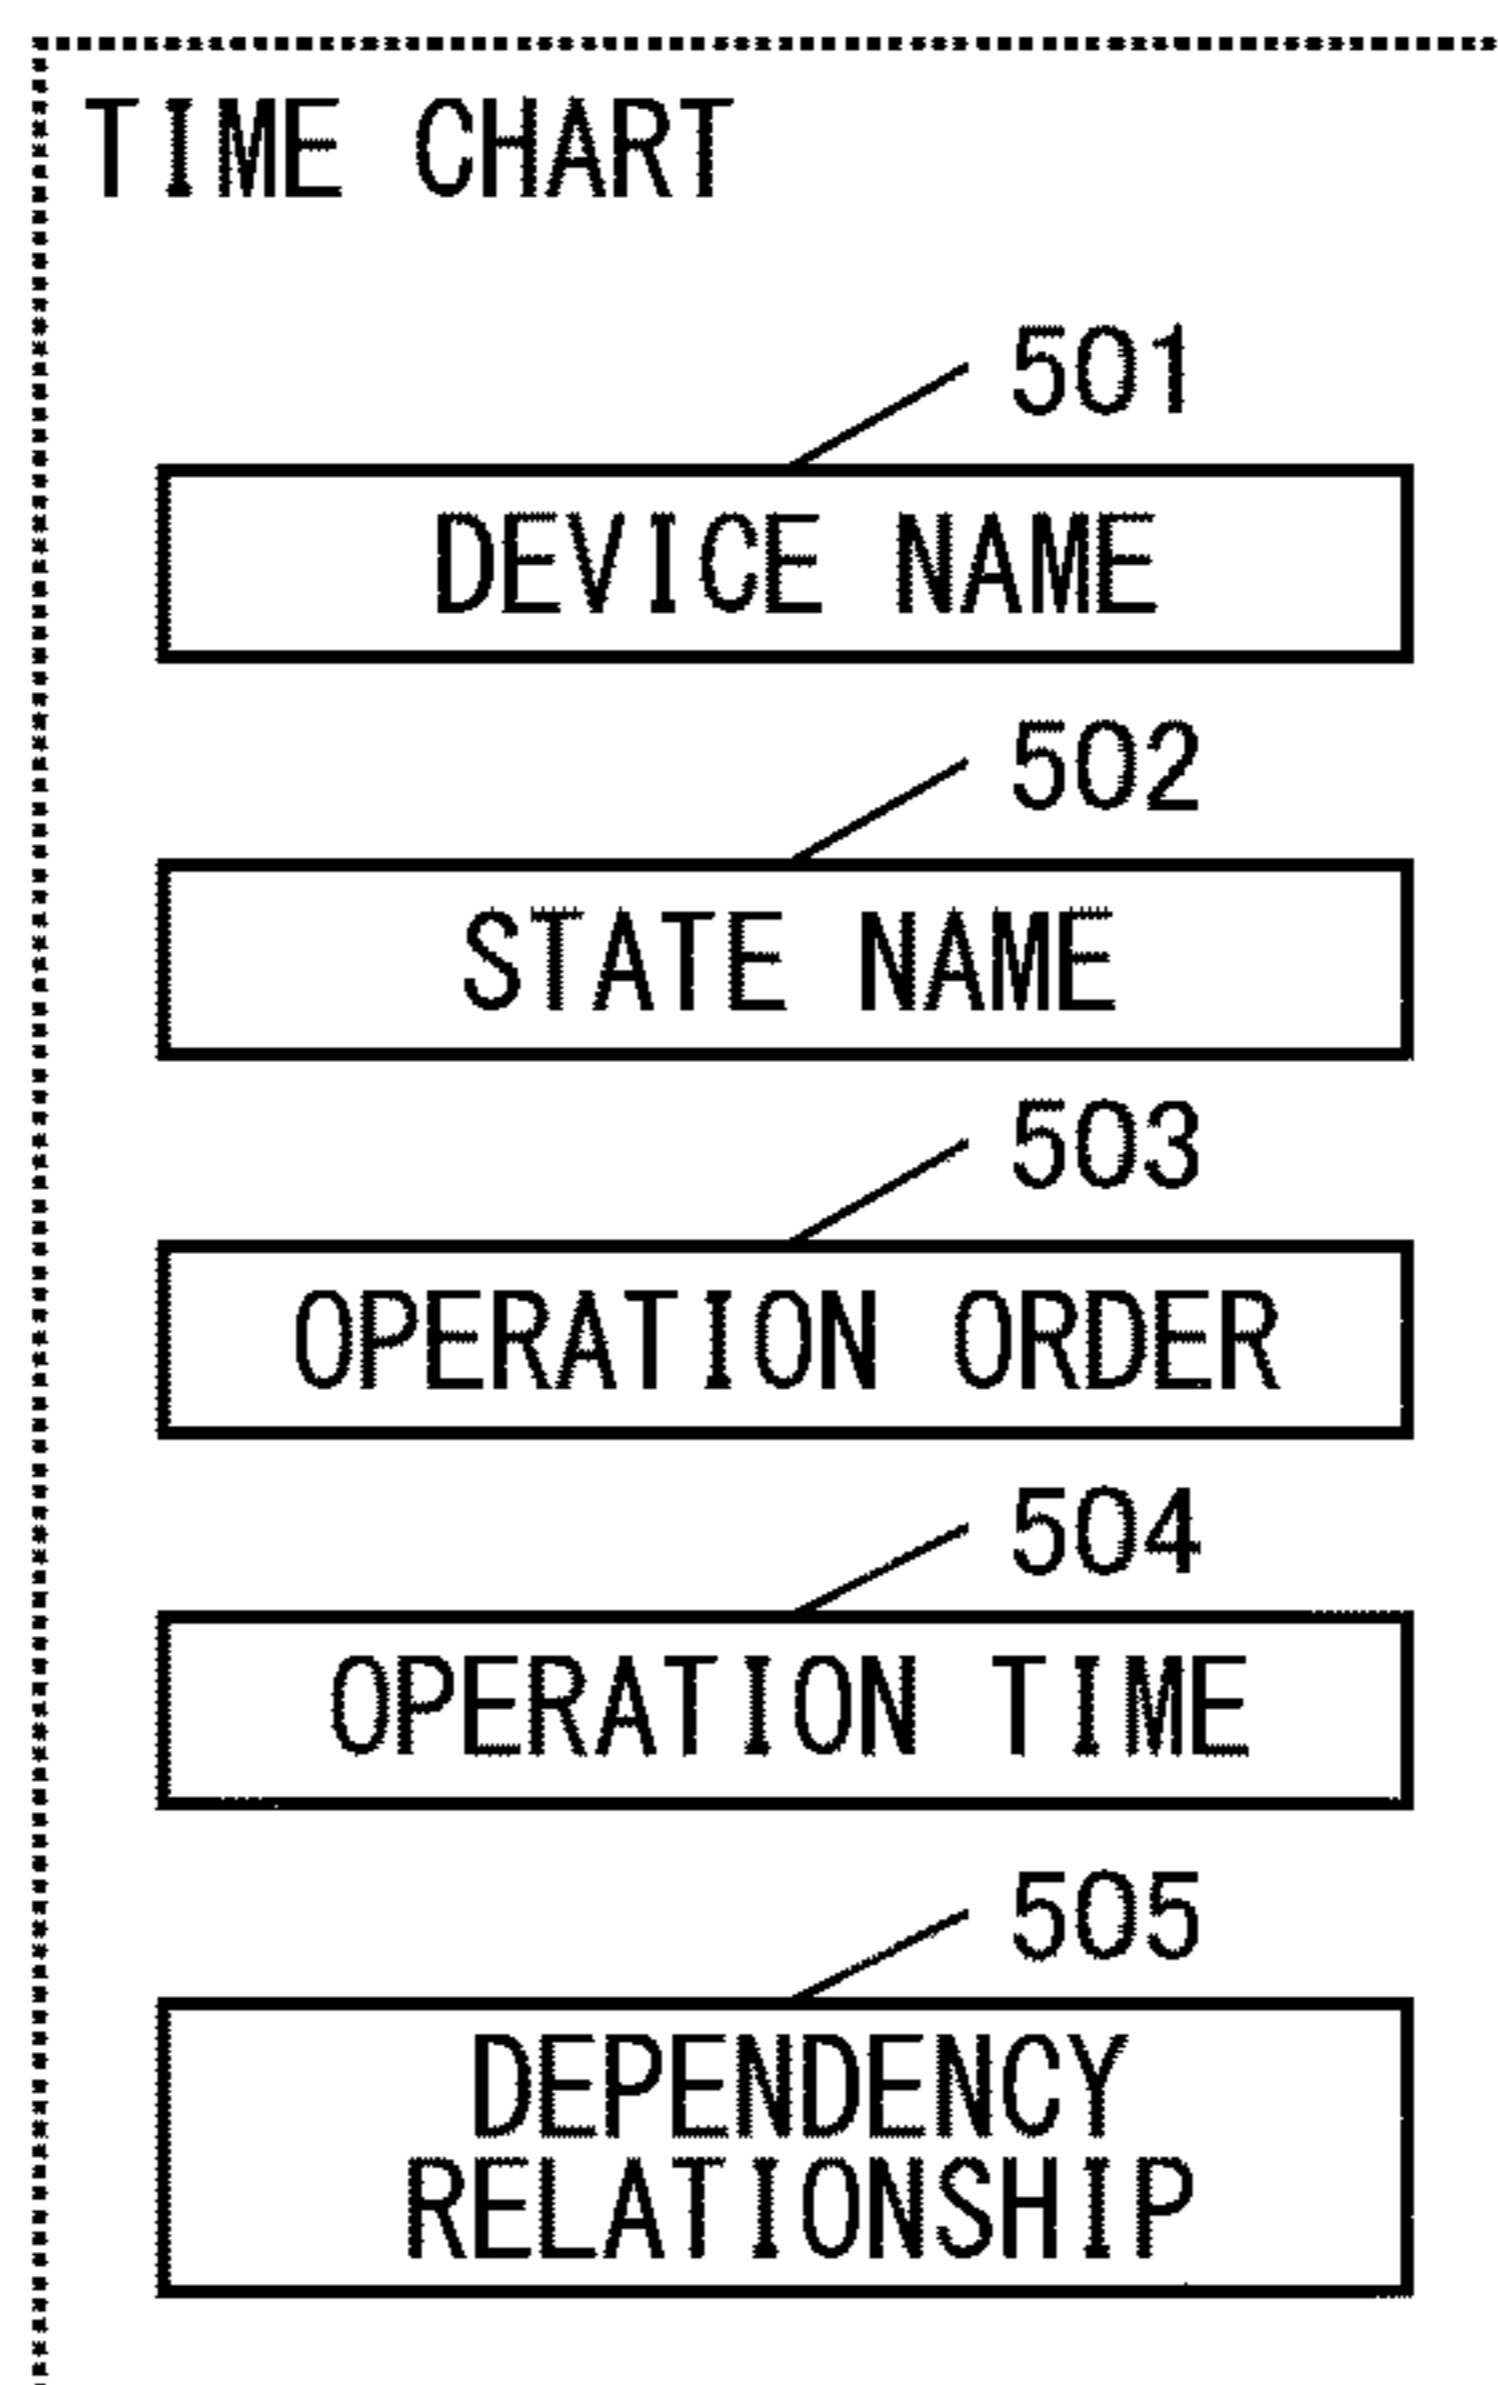 TIME CHART
501
DEVICE NAME
502
STATE NAME
503
OPERATION ORDER
504
OPERATION TIME
505
DEPENDENCY
RELATIONSHIP